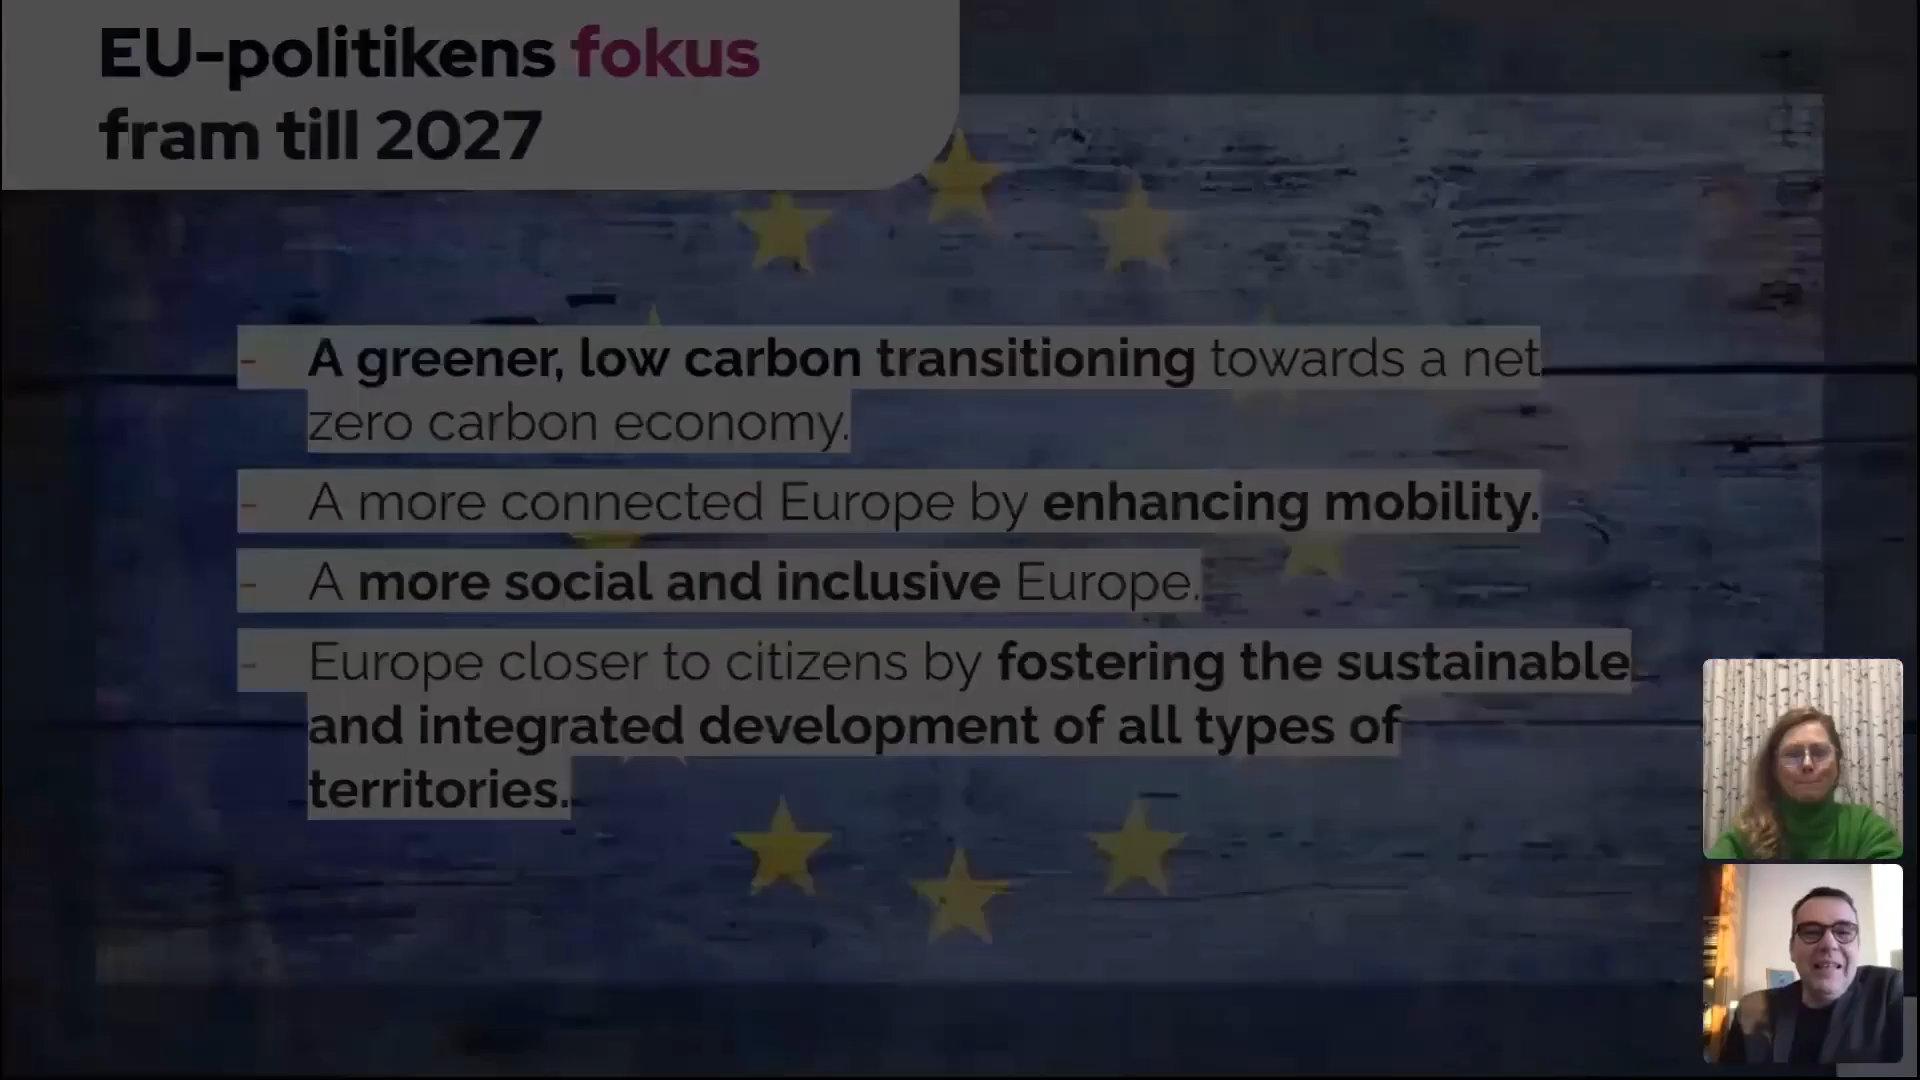 EU-politikens fokus
fram till 2027
- A greener, low carbon transitioning towards a net
zero carbon economy.
- A more connected Europe by enhancing mobility.
- A more social and inclusive Europe.
- Europe closer to citizens by fostering the sustainable
and integrated development of all types of
territories.